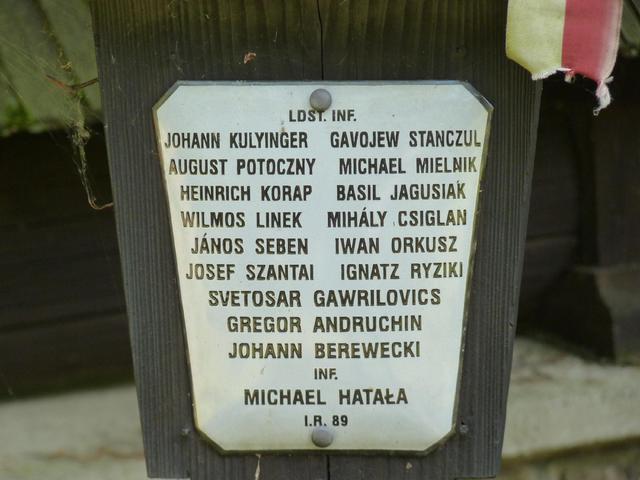 LDST. INF.
JOHANN KULYINGER GAVOJEW STANCZUL
AUGUST POTOCZNY MICHAEL MIELNIK
HEINRICH KORAP BASIL JAGUSIAK
WILMOS LINEK MIHÁLY CSIGLAN
JÁNOS SEBEN IWAN ORKUSZ
JOSEF SZANTAI IGNATZ RYZIKI
SVETOSAR GAWRILOVICS
GREGOR ANDRUCHIN
JOHANN BEREWECKI
INF.
MICHAEL HATAŁA
I.R. 89